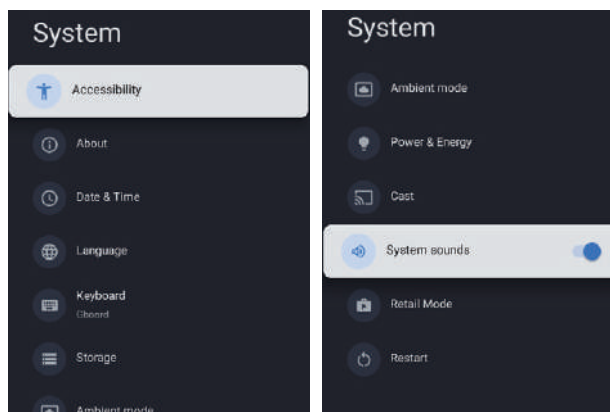 System
Accessibility
About
Date & Time
Language
Keyboard
Gboard
Storage
Ambient mode
System
Ambient mode
Power & Energy
Cast
System sounds
Retail Mode
Restart